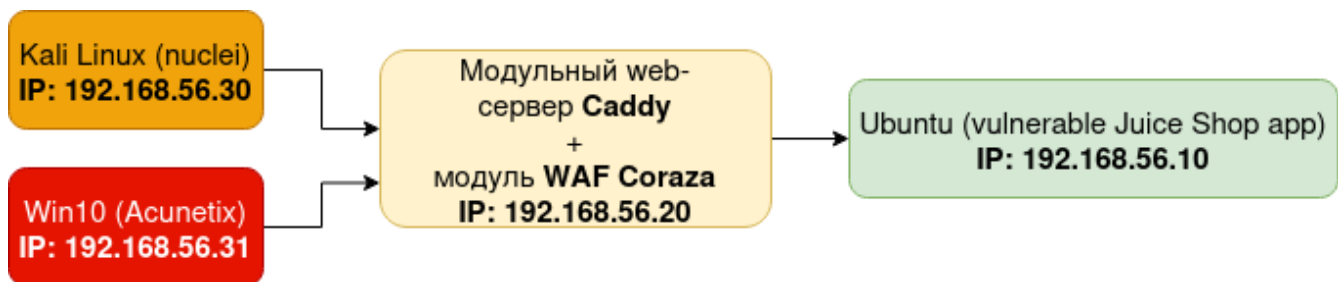 Kali Linux (nuclei)
IP: 192.168.56.30
Win10 (Acunetix)
IP: 192.168.56.31
Модульный web-
сервер Caddy
+
модуль WAF Coraza
IP: 192.168.56.20
Ubuntu (vulnerable Juice Shop app)
IP: 192.168.56.10